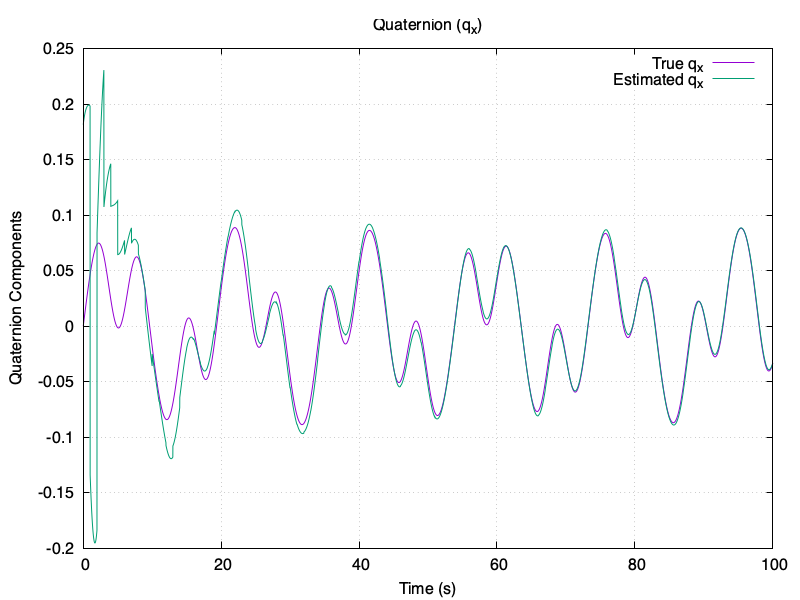 Quaternion (qx)
True qx
Estimated qx
0.25
0.2
0.15
0.1
0.05
0
-0.05
-0.1
-0.15
-0.2
Quaternion Components
0 20 40 60 80 100
Time (s)